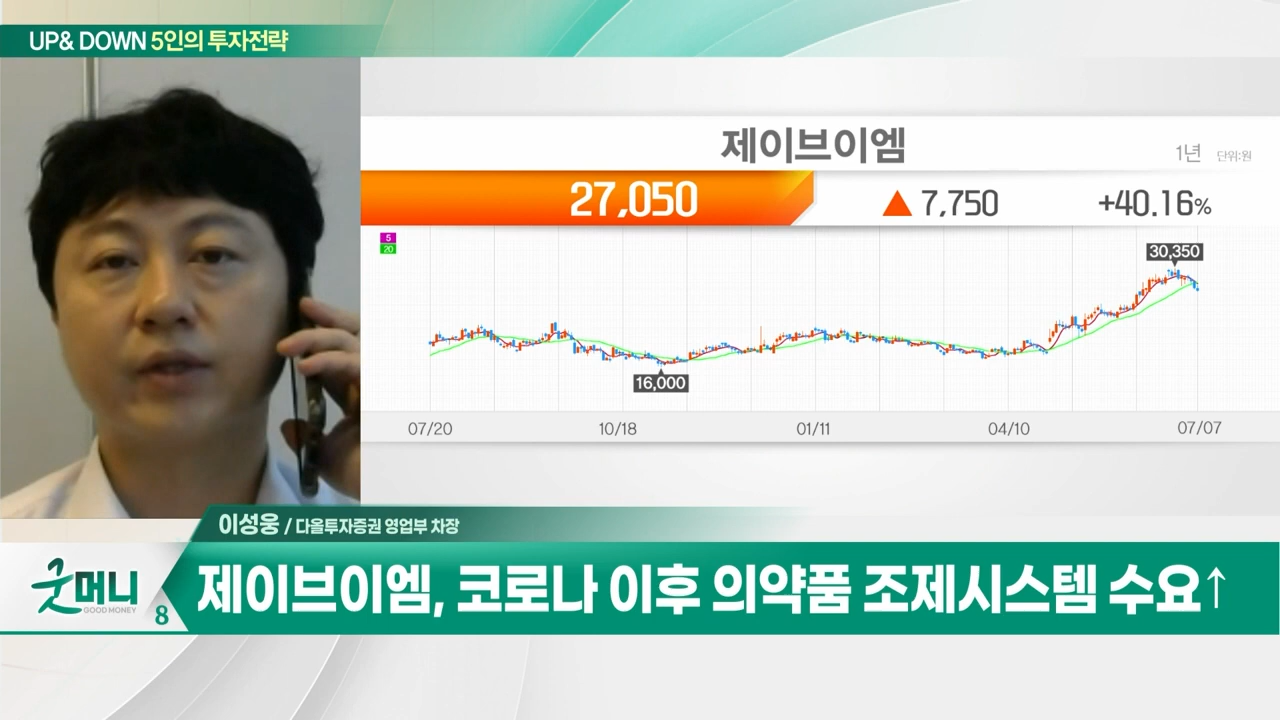 UP& DOWN 5인의 투자전략
제이브이엠
1년 단위:원
27,050 ▲ 7,750 +40.16%
5
20
30,350
16,000
07/20 10/18 01/11 04/10 07/07
이성웅 / 다올투자증권 영업부 차장
굿머니
GOOD MONEY
8
제이브이엠, 코로나 이후 의약품 조제시스템 수요↑